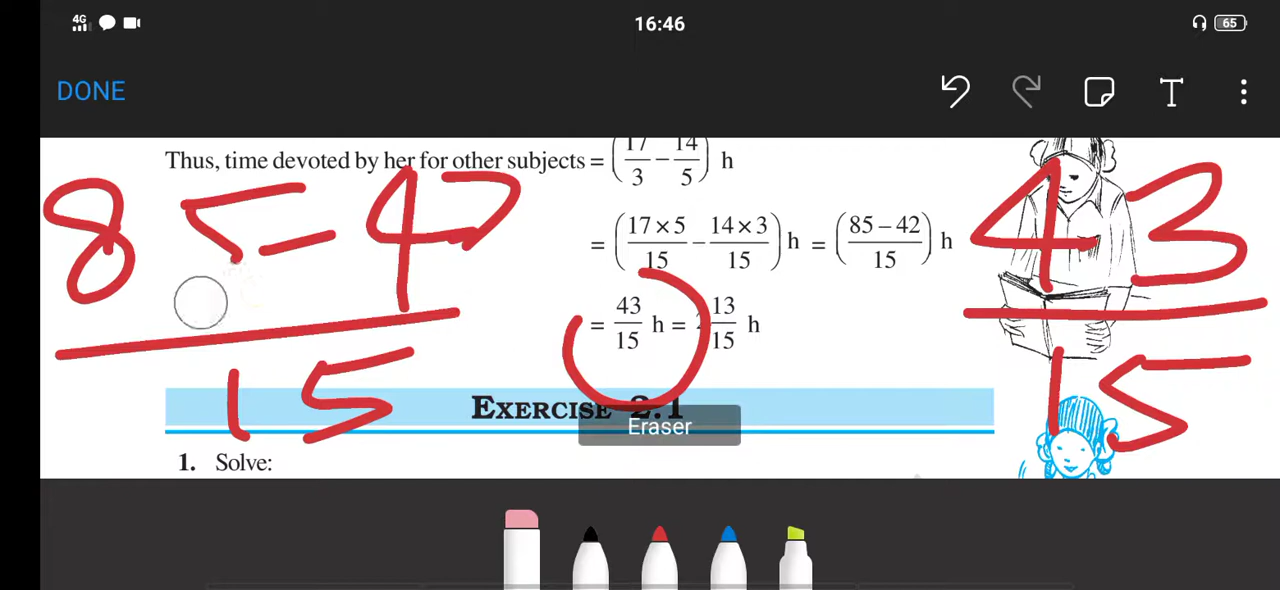 4G 16:46 65
DONE T
Thus, time devoted by her for other subjects = (17/3 − 14/5) h
= (17 × 5/15 − 14 × 3/15) h = (85 − 42/15) h
= 43/15 h = 2 13/15 h
85 − 42
15
43
15
EXERCISE 2.1
Eraser
1. Solve: